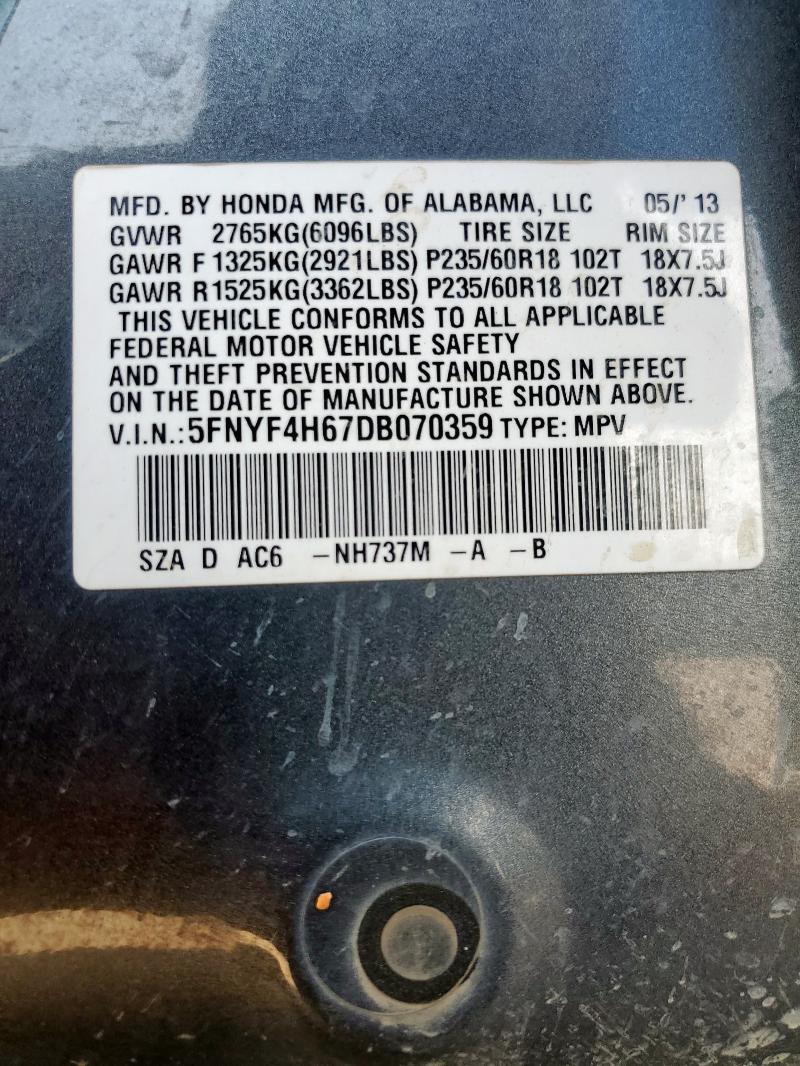 MFD. BY HONDA MFG. OF ALABAMA, LLC 05/' 13
GVWR 2765KG(6096LBS) TIRE SIZE RIM SIZE
GAWR F 1325KG(2921LBS) P235/60R18 102T 18X7.5J
GAWR R 1525KG(3362LBS) P235/60R18 102T 18X7.5J
THIS VEHICLE CONFORMS TO ALL APPLICABLE
FEDERAL MOTOR VEHICLE SAFETY
AND THEFT PREVENTION STANDARDS IN EFFECT
ON THE DATE OF MANUFACTURE SHOWN ABOVE.
V.I.N.: 5FNYF4H67DB070359 TYPE: MPV
SZA D AC6 -NH737M -A -B